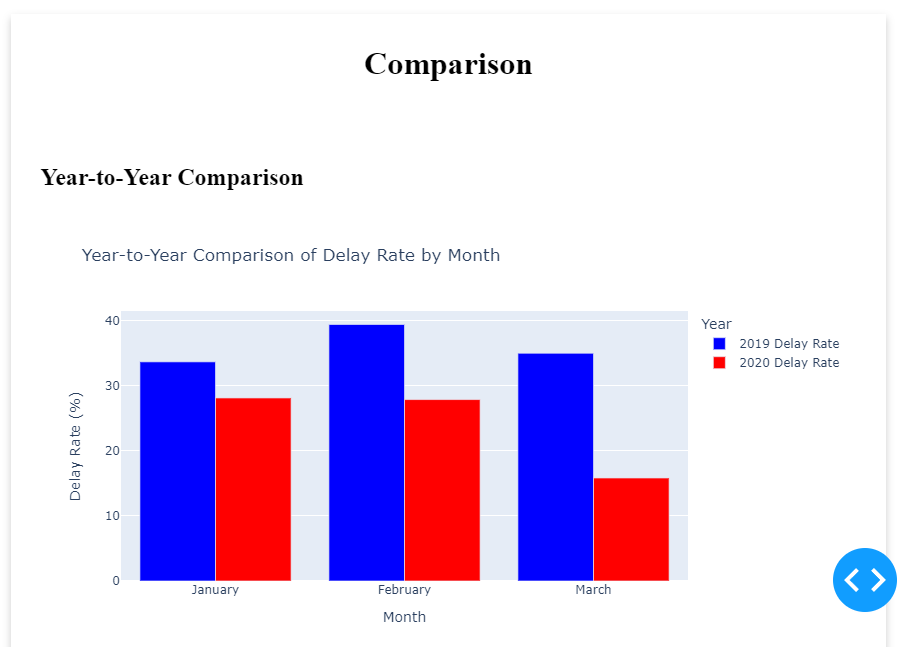 Comparison
Year-to-Year Comparison
Year-to-Year Comparison of Delay Rate by Month
Year
2019 Delay Rate
2020 Delay Rate
Delay Rate (%)
40
30
20
10
0
January February March
Month